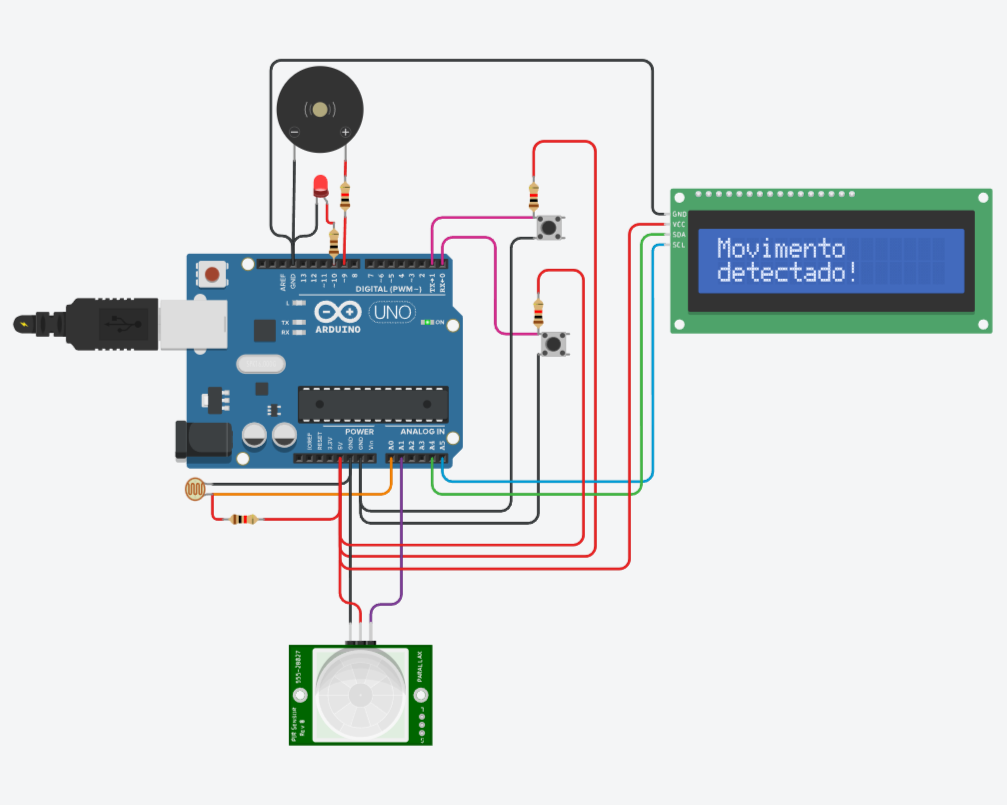 GND
VCC
SDA
SCL
Movimento
detectado!
AREF
GND
13
12
~11
~10
~9
8
7
~6
~5
4
~3
2
TX→1
RX←0
DIGITAL (PWM~)
L
TX
RX
UNO
ON
ARDUINO
POWER
ANALOG IN
IOREF
RESET
3.3V
5V
GND
GND
Vin
A0
A1
A2
A3
A4
A5
555-28027
PARALLAX
PIR Sensor
Rev B